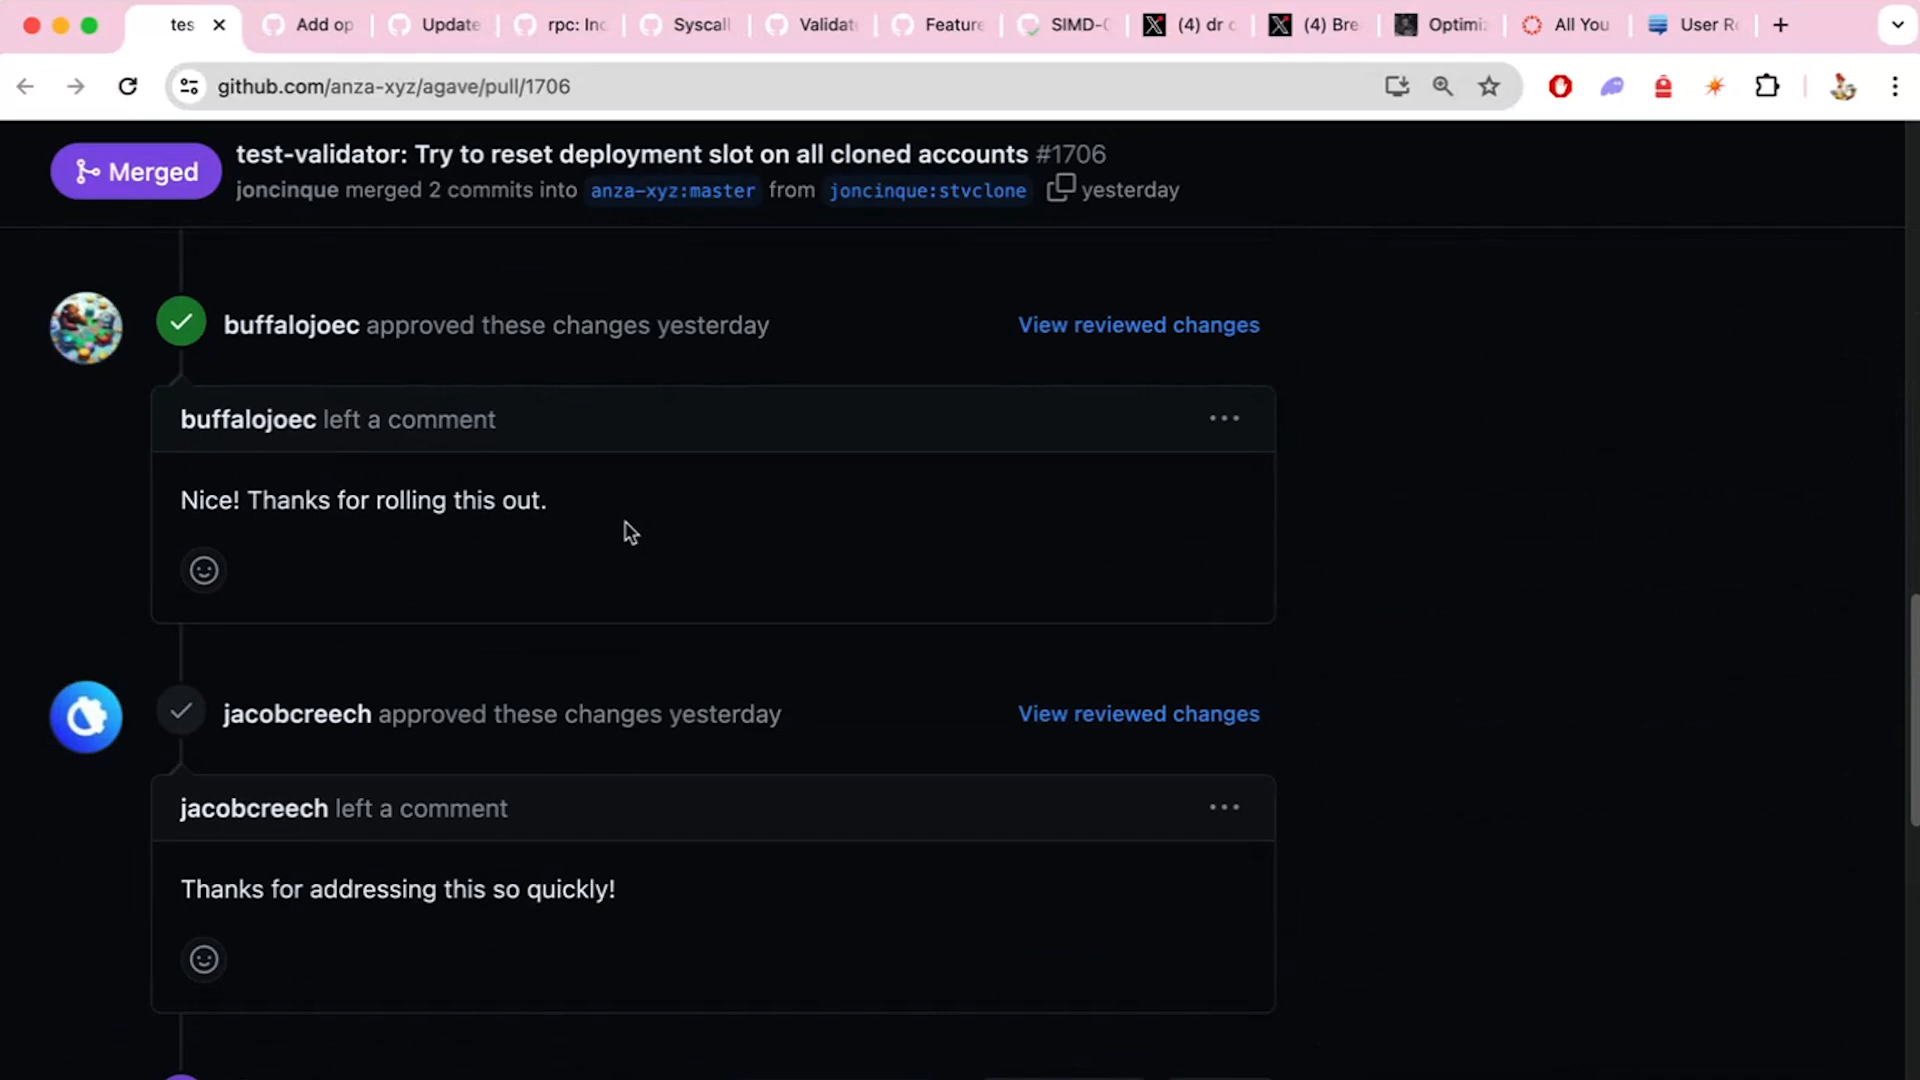 tes
Add op
Update
rpc: Inc
Syscall
Validat
Feature
SIMD-0
(4) dr c
(4) Bre
Optimiz
All You
User Re
github.com/anza-xyz/agave/pull/1706
Merged
test-validator: Try to reset deployment slot on all cloned accounts #1706
joncinque merged 2 commits into anza-xyz:master from joncinque:stvclone yesterday
buffalojoec approved these changes yesterday
View reviewed changes
buffalojoec left a comment
Nice! Thanks for rolling this out.
jacobcreech approved these changes yesterday
View reviewed changes
jacobcreech left a comment
Thanks for addressing this so quickly!